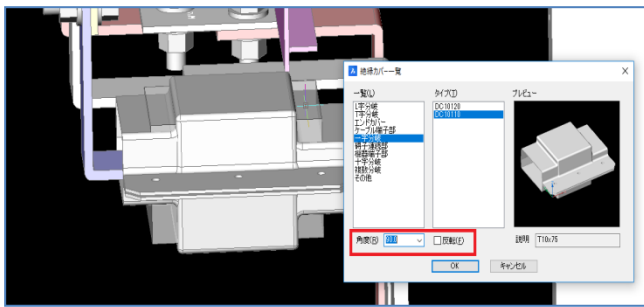 絶縁カバー一覧
一覧(L)
タイプ(T)
プレビュー
L字分岐
T字分岐
エンドカバー
ケーブル端子部
一字分岐
碍子連続部
機器端子部
十字分岐
複数分岐
その他
DC10120
DC10110
角度(R)
反転(F)
説明
T10x75
OK
キャンセル